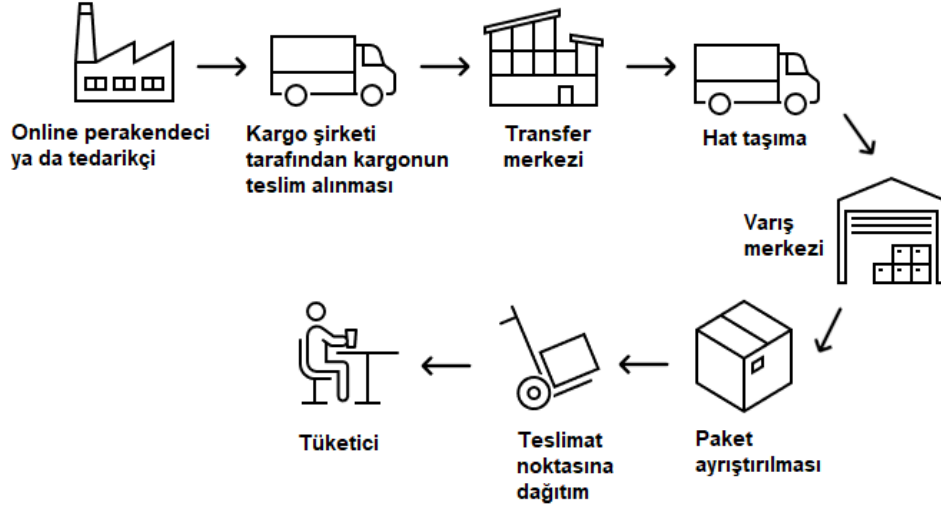 Online perakendeci
ya da tedarikçi
Kargo şirketi
tarafından kargonun
teslim alınması
Transfer
merkezi
Hat taşıma
Varış
merkezi
Paket
ayrıştırılması
Teslimat
noktasına
dağıtım
Tüketici